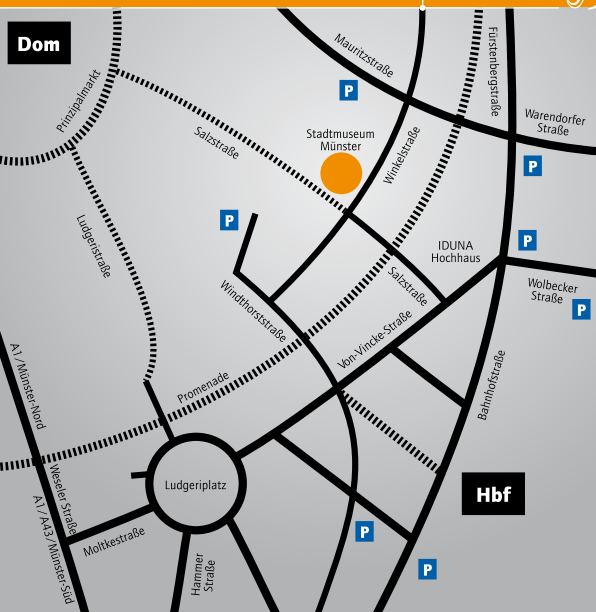 Dom
Prinzipalmarkt
Mauritzstraße
Fürstenbergstraße
P
Warendorfer
Straße
Salzstraße
Stadtmuseum
Münster
Winkelstraße
P
Ludgeristraße
P
IDUNA
Hochhaus
P
Salzstraße
Wolbecker
Straße
P
Windthorststraße
Von-Vincke-Straße
A1/Münster-Nord
Promenade
Bahnhofstraße
Weseler Straße
Ludgeriplatz
Hbf
A1/A43/Münster-Süd
Moltkestraße
P
Hammer
Straße
P